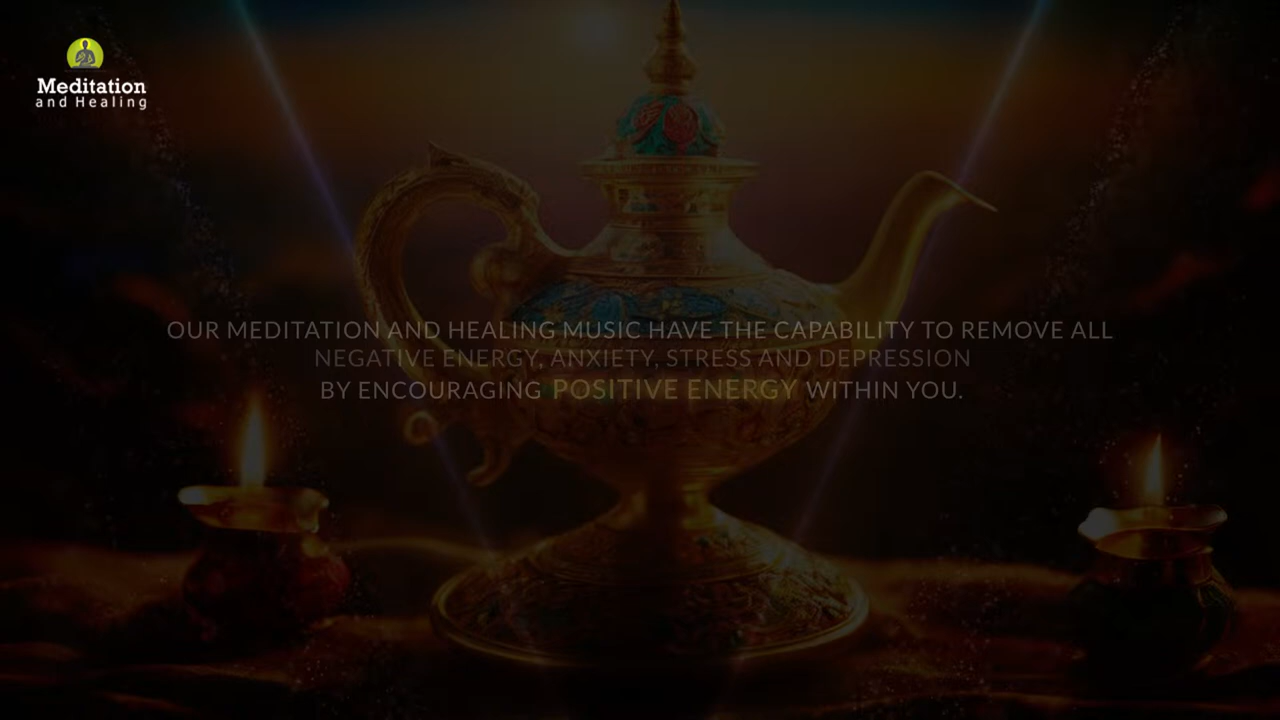 Meditation
and Healing
OUR MEDITATION AND HEALING MUSIC HAVE THE CAPABILITY TO REMOVE ALL
NEGATIVE ENERGY, ANXIETY, STRESS AND DEPRESSION
BY ENCOURAGING POSITIVE ENERGY WITHIN YOU.